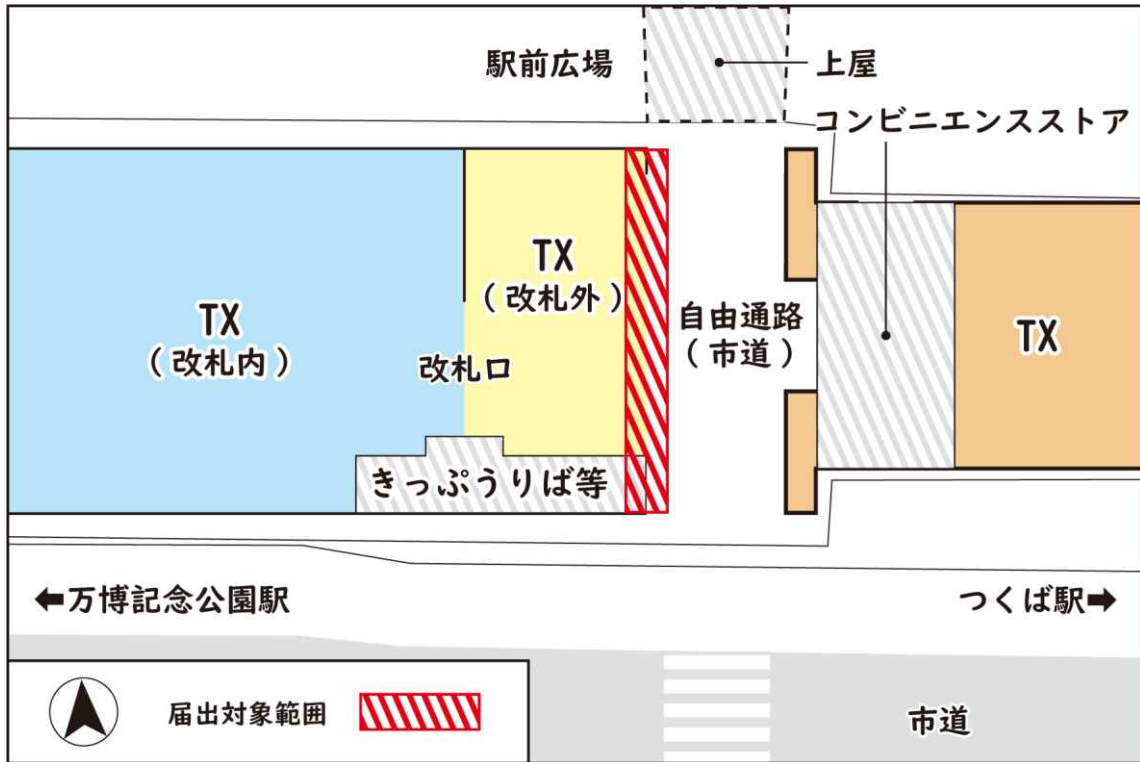 駅前広場
上屋
コンビニエンスストア
TX
(改札外)
TX
(改札内)
改札口
自由通路
(市道)
TX
きっぷうりば等
←万博記念公園駅
つくば駅→
届出対象範囲
市道